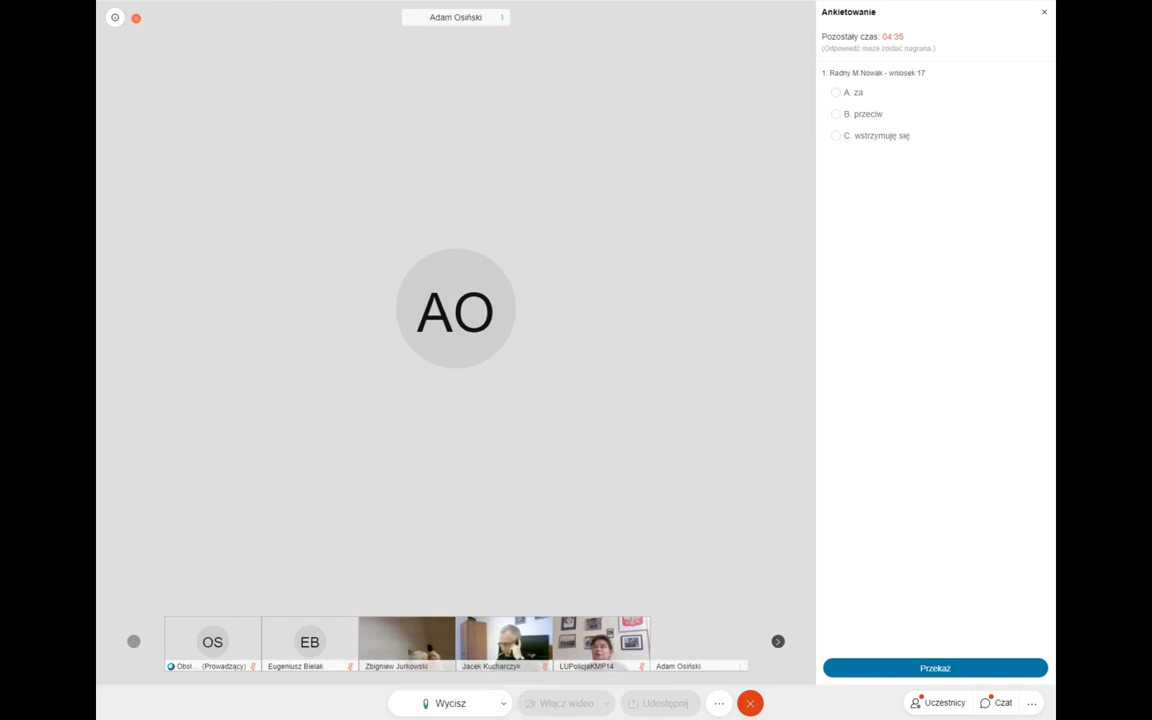 Adam Osiński
Ankietowanie
Pozostały czas: 04:35
(Odpowiedź może zostać nagrana.)
1. Radny M.Nowak - wniosek 17
A. za
B. przeciw
C. wstrzymuję się
AO
OS
EB
Obsł... (Prowadzący)
Eugeniusz Bielak
Zbigniew Jurkowski
Jacek Kucharczyk
LUPolicjaKMP14
Adam Osiński
Przekaż
Wycisz
Włącz wideo
Udostępnij
Uczestnicy
Czat